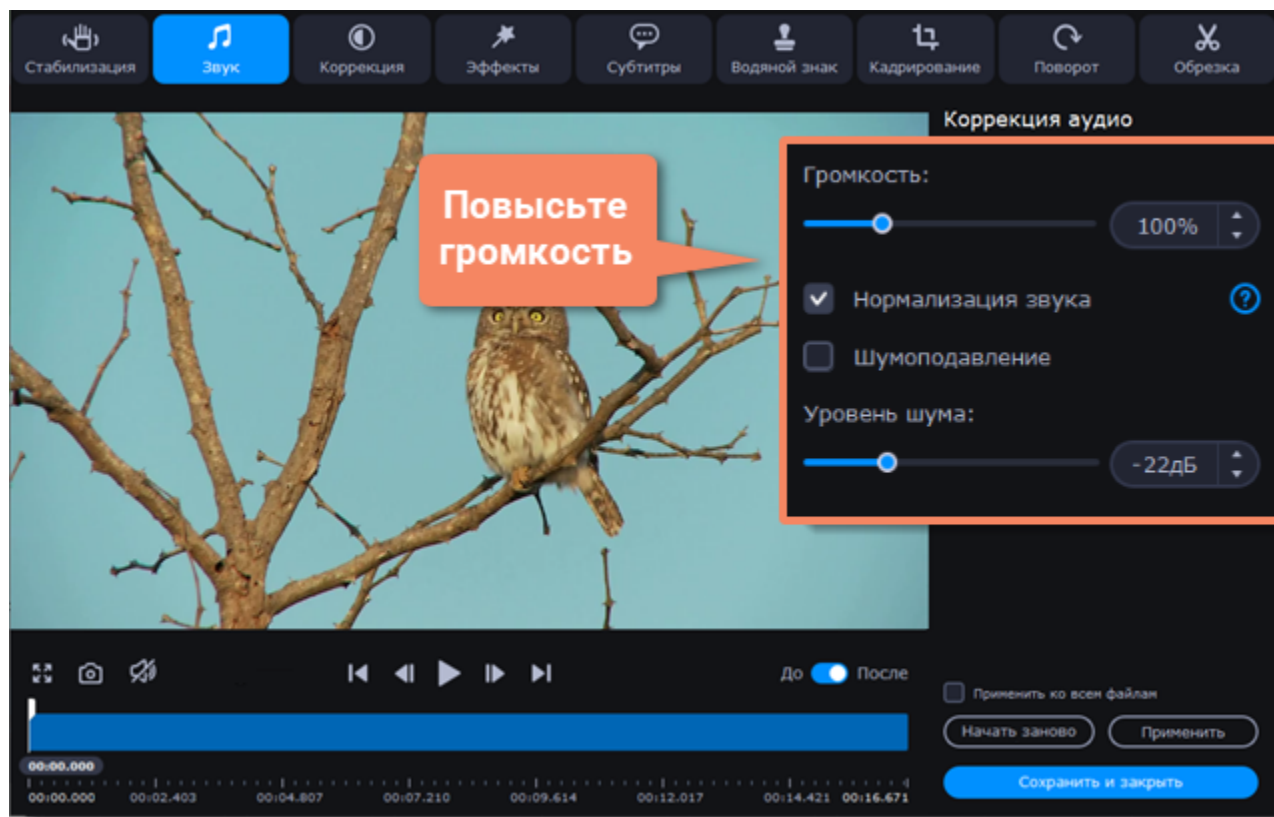 Стабилизация
Звук
Коррекция
Эффекты
Субтитры
Водяной знак
Кадрирование
Поворот
Обрезка
Коррекция аудио
Повысьте
громкость
Громкость:
100%
Нормализация звука
?
Шумоподавление
Уровень шума:
-22дБ
До
После
Применить ко всем файлам
Начать заново
Применить
Сохранить и закрыть
00:00.000
00:00.000 00:02.403 00:04.807 00:07.210 00:09.614 00:12.017 00:14.421 00:16.671